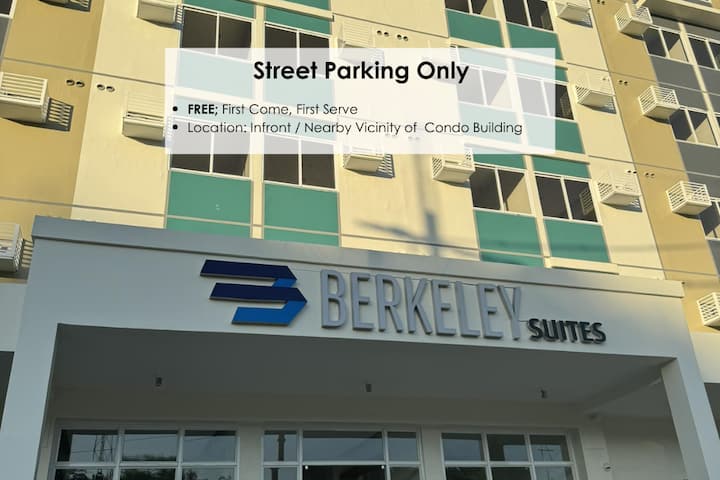 Street Parking Only
• FREE; First Come, First Serve
• Location: Infront / Nearby Vicinity of Condo Building
BERKELEY SUITES